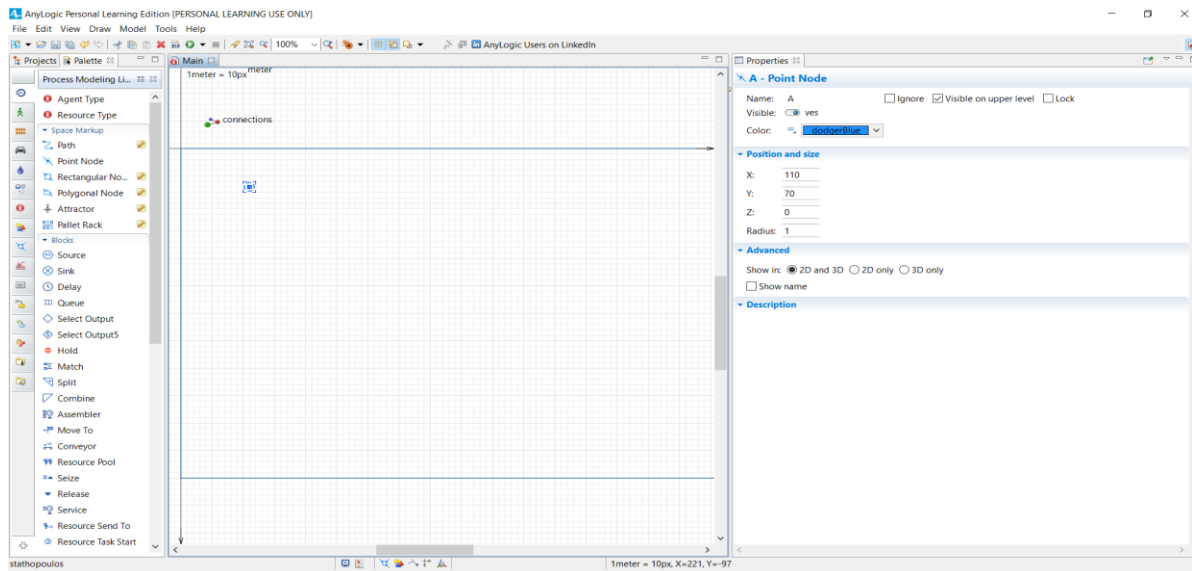 AnyLogic Personal Learning Edition [PERSONAL LEARNING USE ONLY]
File Edit View Draw Model Tools Help
100% AnyLogic Users on LinkedIn
Projects Palette Main Properties
Process Modeling Li...
Agent Type
Resource Type
Space Markup
Path
Point Node
Rectangular No...
Polygonal Node
Attractor
Pallet Rack
Blocks
Source
Sink
Delay
Queue
Select Output
Select Output5
Hold
Match
Split
Combine
Assembler
Move To
Conveyor
Resource Pool
Seize
Release
Service
Resource Send To
Resource Task Start
1meter = 10px meter
connections
A - Point Node
Name: A Ignore Visible on upper level Lock
Visible: yes
Color: dodgerBlue
Position and size
X: 110
Y: 70
Z: 0
Radius: 1
Advanced
Show in: 2D and 3D 2D only 3D only
Show name
Description
stathopoulos 1meter = 10px, X=221, Y=-97